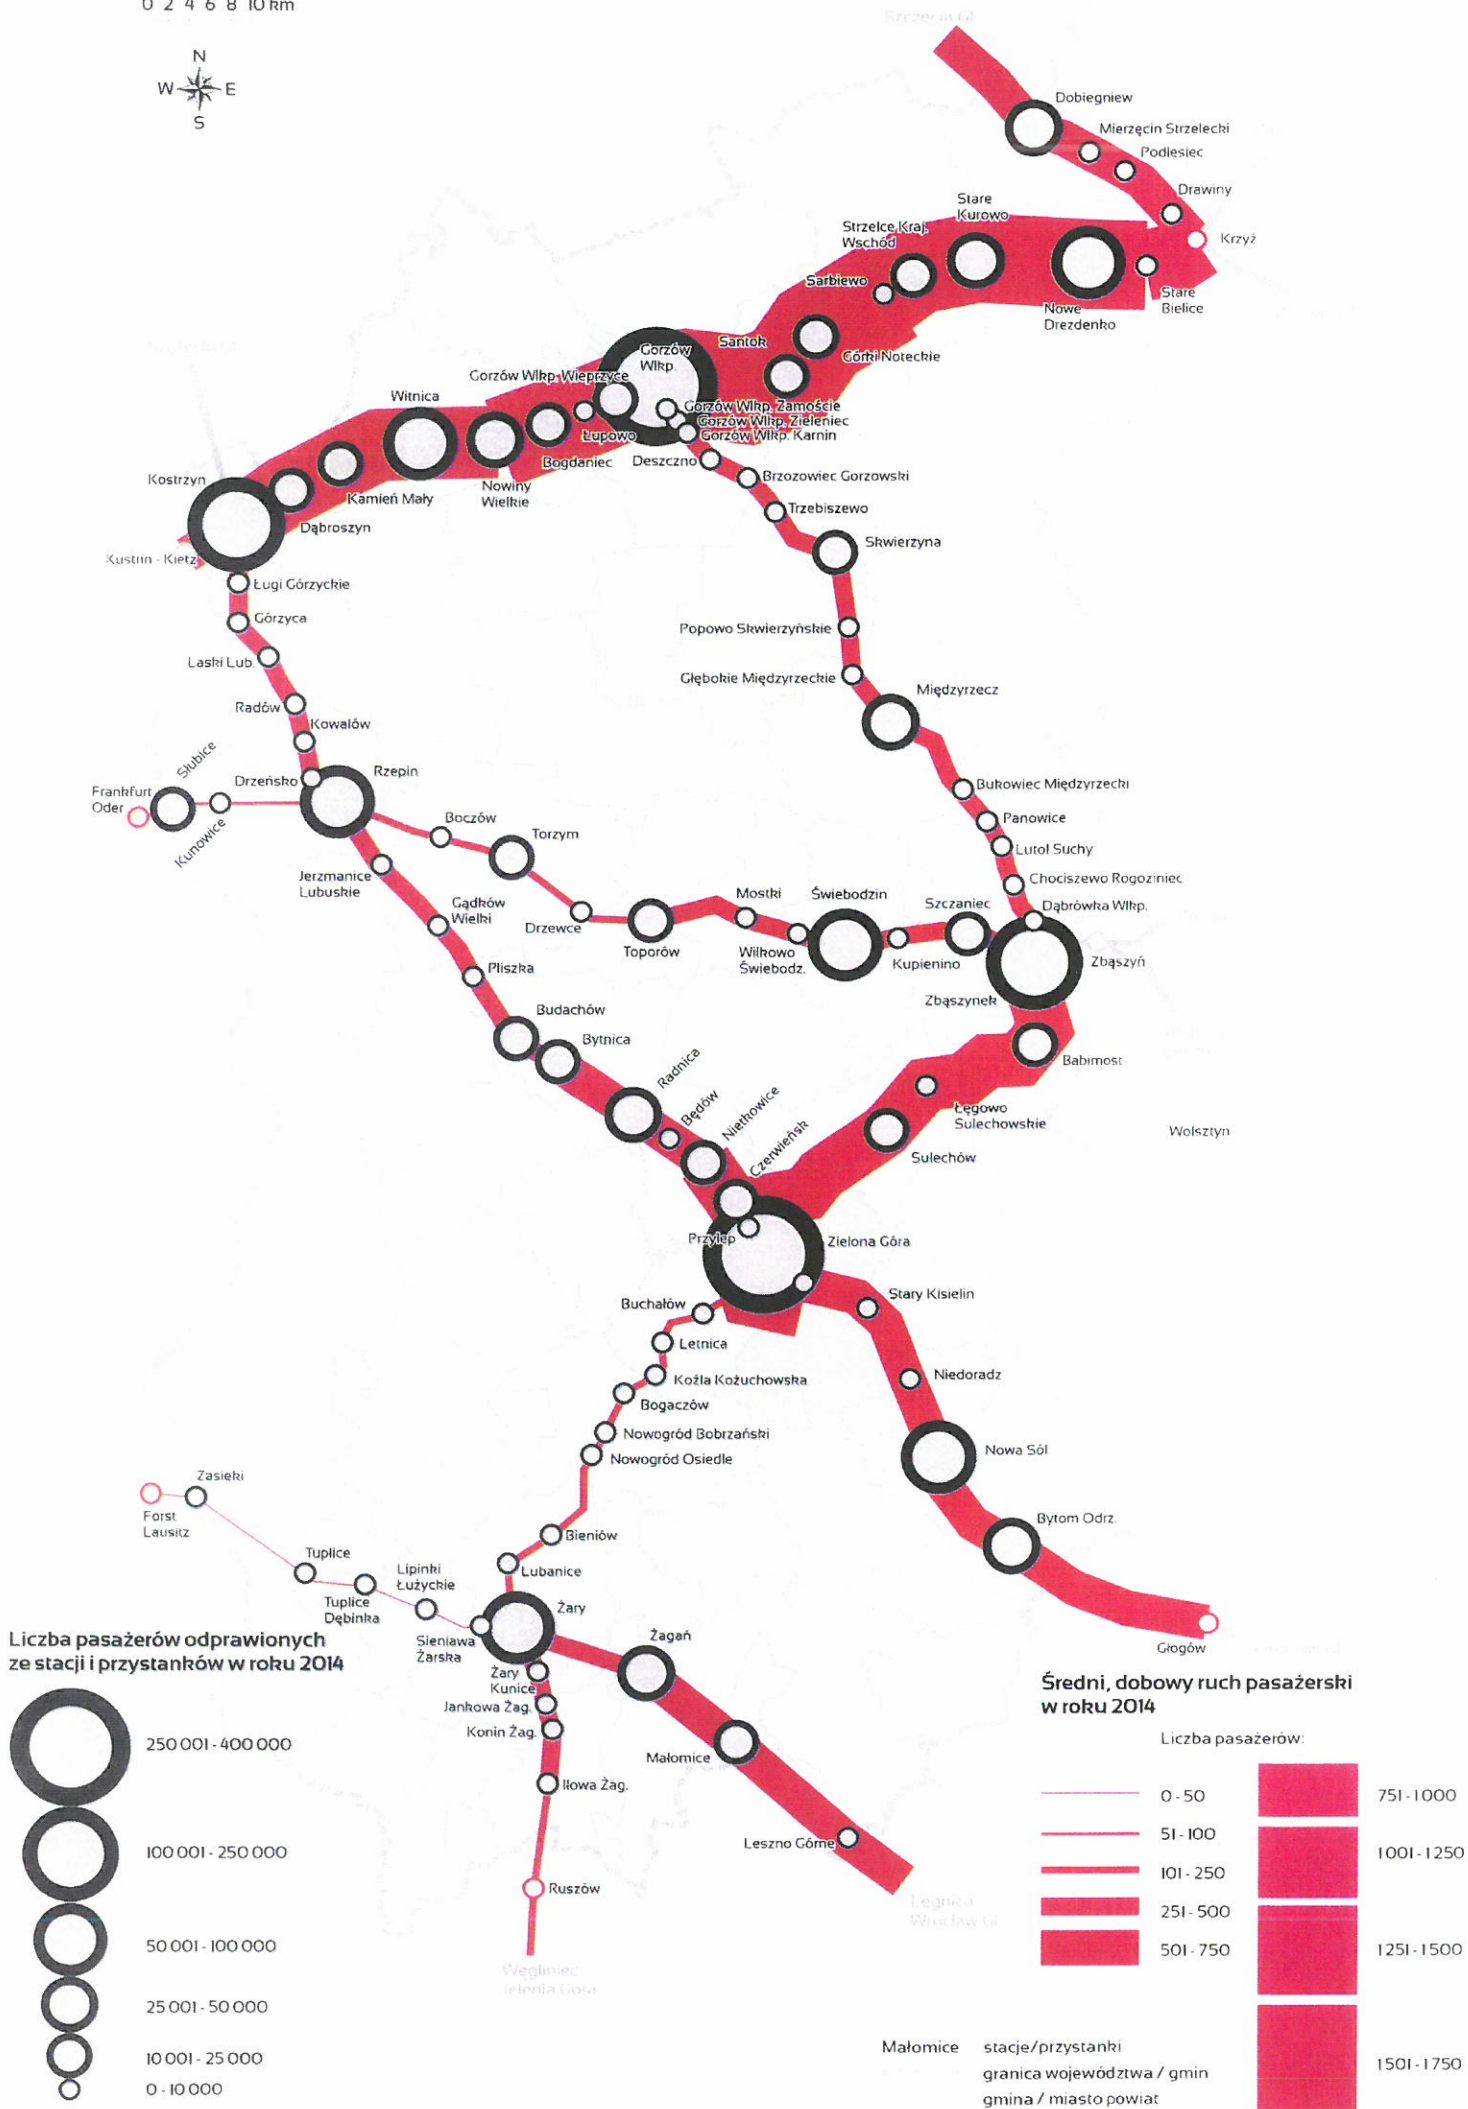 0 2 4 6 8 10 km
N
W E
S
Szczecin Gł.
Dobiegniew
Mierzęcin Strzelecki
Podlesiec
Drawiny
Krzyż
Stare
Kurowo
Strzelce Kraj.
Wschód
Sarbiewo
Stare
Bielice
Nowe
Drezdenko
Santok
Górki Noteckie
Gorzów
Wlkp.
Gorzów Wlkp. Wieprzyce
Witnica
Gorzów Wlkp. Zamoście
Gorzów Wlkp. Zieleniec
Gorzów Wlkp. Karnin
Łupowo
Bogdaniec
Deszczno
Kostrzyn
Nowiny
Wielkie
Kamień Mały
Dąbroszyn
Brzozowiec Gorzowski
Trzebiszewo
Skwierzyna
Kustrin - Kietz
Ługi Górzyckie
Górzyca
Popowo Skwierzyńskie
Laski Lub.
Głębokie Międzyrzeckie
Międzyrzecz
Radów
Kowalów
Słubice
Drzeńsko
Rzepin
Frankfurt
Oder
Kunowice
Bukowiec Międzyrzecki
Boczów
Panowice
Torzym
Lutol Suchy
Jerzmanice
Lubuskie
Chociszewo Rogoziniec
Gądków
Wielki
Mostki
Świebodzin
Szczaniec
Dąbrówka Wlkp.
Drzewce
Toporów
Wilkowo
Świebodz.
Kupienino
Zbąszyń
Pliszka
Zbąszynek
Budachów
Bytnica
Babimost
Radnica
Będów
Nietkowice
Czerwieńsk
Łęgowo
Sulechowskie
Wolsztyn
Sulechów
Przylep
Zielona Góra
Buchałów
Stary Kisielin
Letnica
Koźla Kożuchowska
Niedoradz
Bogaczów
Nowogród Bobrzański
Nowogród Osiedle
Nowa Sól
Zasieki
Forst
Lausitz
Bytom Odrz.
Bieniów
Tuplice
Lubanice
Lipinki
Łużyckie
Tuplice
Dębinka
Żary
Sieniawa
Żarska
Żagań
Głogów
Żary
Kunice
Jankowa Żag.
Konin Żag.
Małomice
Iłowa Żag.
Leszno Górne
Ruszów
Legnica
Wrocław Gł.
Węgliniec
Jelenia Góra
Liczba pasażerów odprawionych
ze stacji i przystanków w roku 2014
250 001 - 400 000
100 001 - 250 000
50 001 - 100 000
25 001 - 50 000
10 001 - 25 000
0 - 10 000
Średni, dobowy ruch pasażerski
w roku 2014
Liczba pasażerów:
0 - 50
51 - 100
101 - 250
251 - 500
501 - 750
751 - 1000
1001 - 1250
1251 - 1500
1501 - 1750
Małomice stacje/przystanki
granica województwa / gmin
gmina / miasto powiat